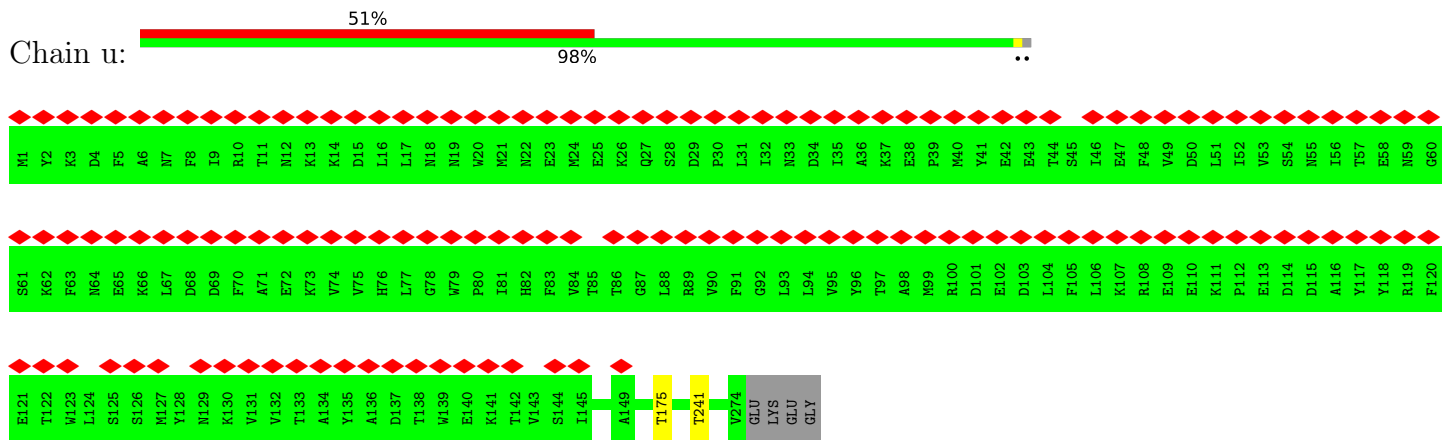 51%
Chain u:
98%
••
M1 Y2 K3 D4 F5 A6 N7 F8 I9 R10 T11 N12 K13 K14 D15 L16 L17 N18 N19 W20 M21 N22 E23 M24 E25 K26 Q27 S28 D29 P30 L31 I32 N33 D34 I35 A36 K37 E38 P39 M40 Y41 E42 E43 T44 S45 I46 E47 F48 V49 D50 L51 I52 V53 S54 N55 I56 T57 E58 N59 G60
S61 K62 F63 N64 E65 K66 L67 D68 D69 F70 A71 E72 K73 V74 V75 H76 L77 G78 W79 P80 I81 H82 F83 V84 T85 T86 G87 L88 R89 V90 F91 G92 L93 L94 V95 Y96 T97 A98 M99 R100 D101 E102 D103 L104 F105 L106 K107 R108 E109 E110 K111 P112 E113 D114 D115 A116 Y117 Y118 R119 F120
E121 T122 W123 L124 S125 S126 M127 Y128 N129 K130 V131 V132 T133 A134 Y135 A136 D137 T138 W139 E140 K141 T142 V143 S144 I145 A149 T175 T241 V274 GLU LYS GLU GLY